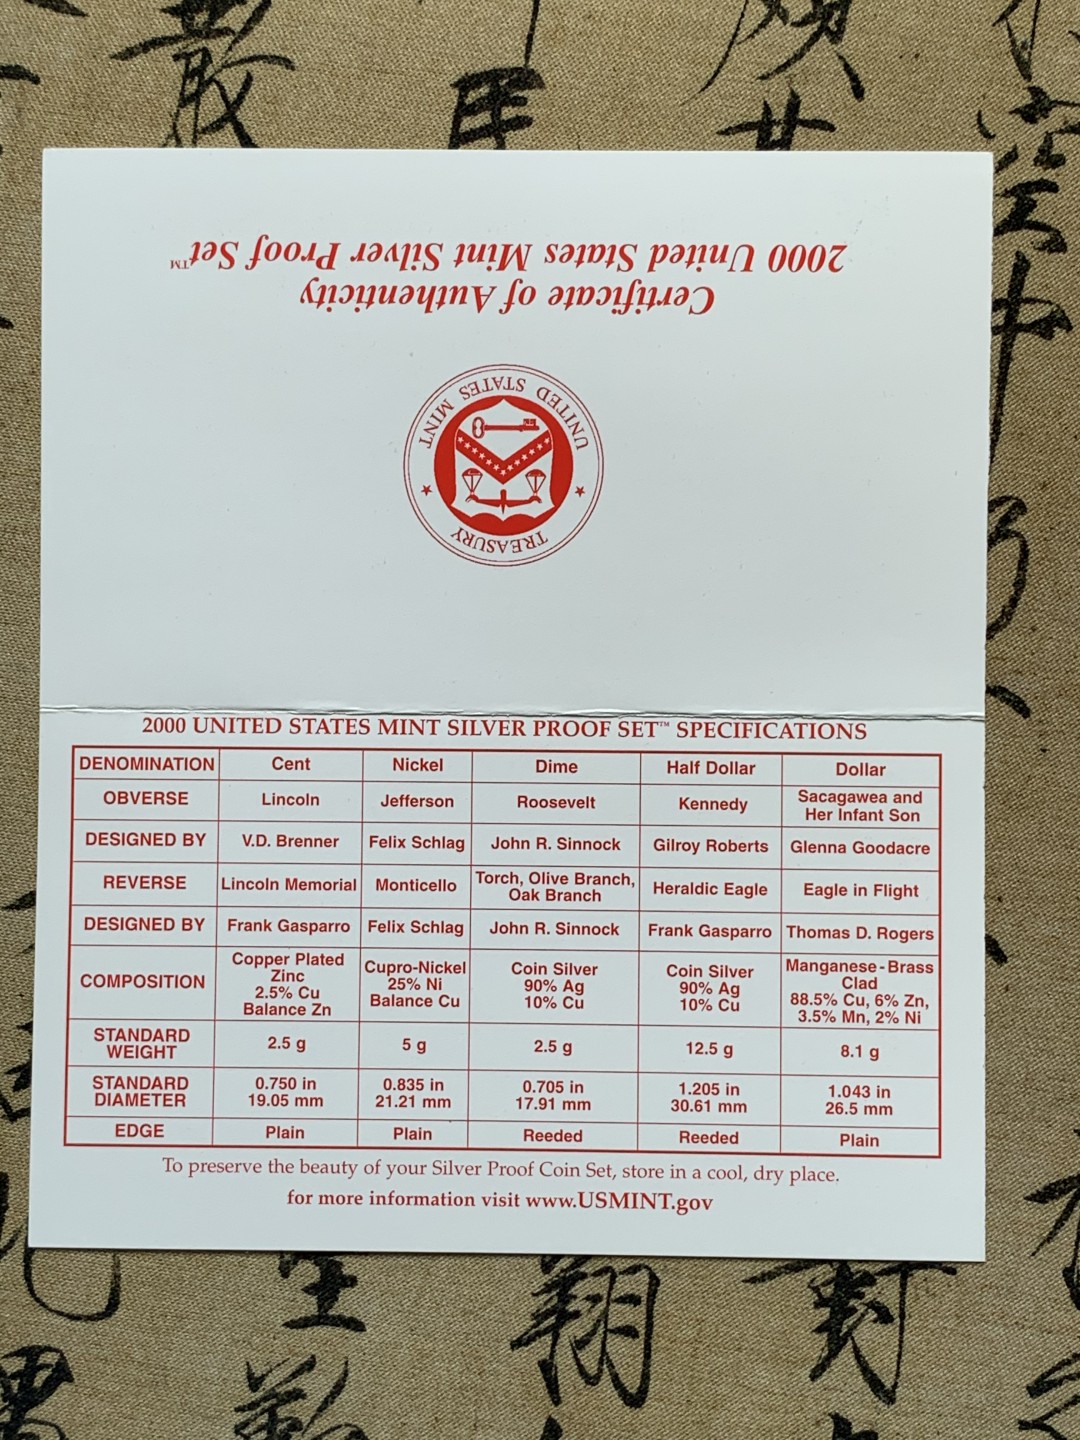 Certificate of Authenticity
2000 United States Mint Silver Proof Set™
UNITED STATES MINT
TREASURY
2000 UNITED STATES MINT SILVER PROOF SET™ SPECIFICATIONS
DENOMINATION Cent Nickel Dime Half Dollar Dollar
OBVERSE Lincoln Jefferson Roosevelt Kennedy Sacagawea and
Her Infant Son
DESIGNED BY V.D. Brenner Felix Schlag John R. Sinnock Gilroy Roberts Glenna Goodacre
REVERSE Lincoln Memorial Monticello Torch, Olive Branch, Heraldic Eagle Eagle in Flight
Oak Branch
DESIGNED BY Frank Gasparro Felix Schlag John R. Sinnock Frank Gasparro Thomas D. Rogers
COMPOSITION
Copper Plated
Zinc
2.5% Cu
Balance Zn
Cupro-Nickel
25% Ni
Balance Cu
Coin Silver
90% Ag
10% Cu
Coin Silver
90% Ag
10% Cu
Manganese-Brass
Clad
88.5% Cu, 6% Zn,
3.5% Mn, 2% Ni
STANDARD
WEIGHT
2.5 g 5 g 2.5 g 12.5 g 8.1 g
STANDARD 0.750 in 0.835 in 0.705 in 1.205 in 1.043 in
DIAMETER 19.05 mm 21.21 mm 17.91 mm 30.61 mm 26.5 mm
EDGE Plain Plain Reeded Reeded Plain
To preserve the beauty of your Silver Proof Coin Set, store in a cool, dry place.
for more information visit www.USMINT.gov
翔
對